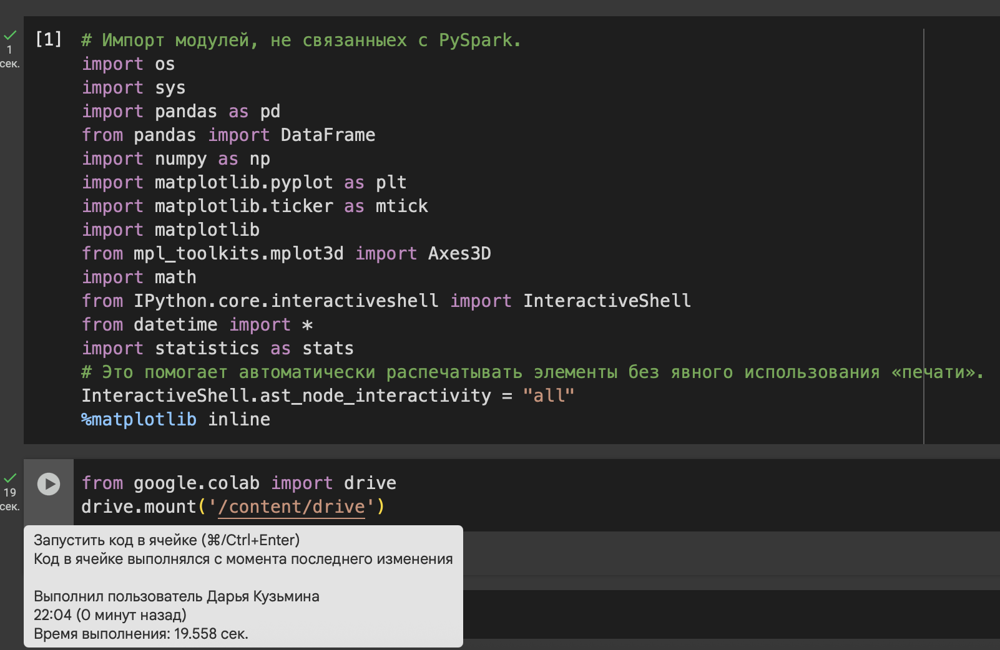 [1] # Импорт модулей, не связанныех с PySpark.
1
сек.
import os
import sys
import pandas as pd
from pandas import DataFrame
import numpy as np
import matplotlib.pyplot as plt
import matplotlib.ticker as mtick
import matplotlib
from mpl_toolkits.mplot3d import Axes3D
import math
from IPython.core.interactiveshell import InteractiveShell
from datetime import *
import statistics as stats
# Это помогает автоматически распечатывать элементы без явного использования «печати».
InteractiveShell.ast_node_interactivity = "all"
%matplotlib inline
19
сек.
from google.colab import drive
drive.mount('/content/drive')
Запустить код в ячейке (⌘/Ctrl+Enter)
Код в ячейке выполнялся с момента последнего изменения
Выполнил пользователь Дарья Кузьмина
22:04 (0 минут назад)
Время выполнения: 19.558 сек.